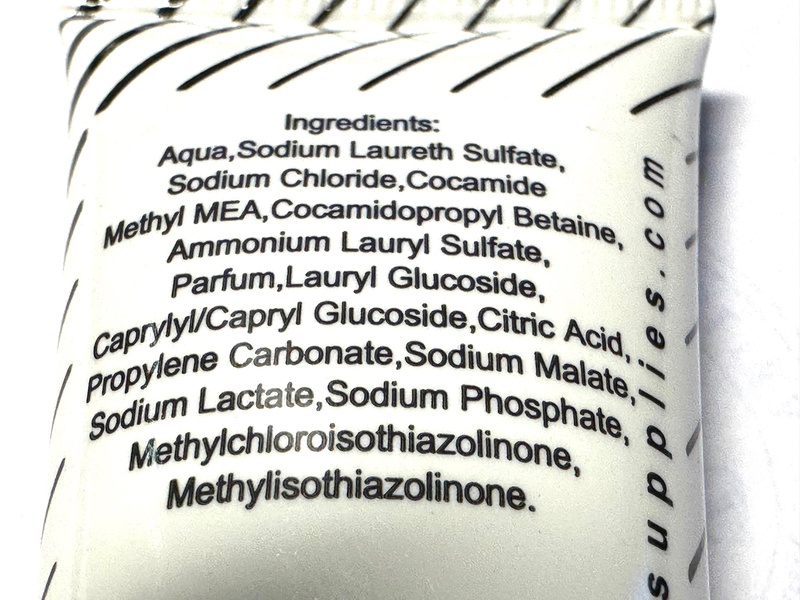 Ingredients:
Aqua,Sodium Laureth Sulfate,
Sodium Chloride,Cocamide
Methyl MEA,Cocamidopropyl Betaine,
Ammonium Lauryl Sulfate,
Parfum,Lauryl Glucoside,
Caprylyl/Capryl Glucoside,Citric Acid,
Propylene Carbonate,Sodium Malate,
Sodium Lactate,Sodium Phosphate,
Methylchloroisothiazolinone,
Methylisothiazolinone.
supplies.com